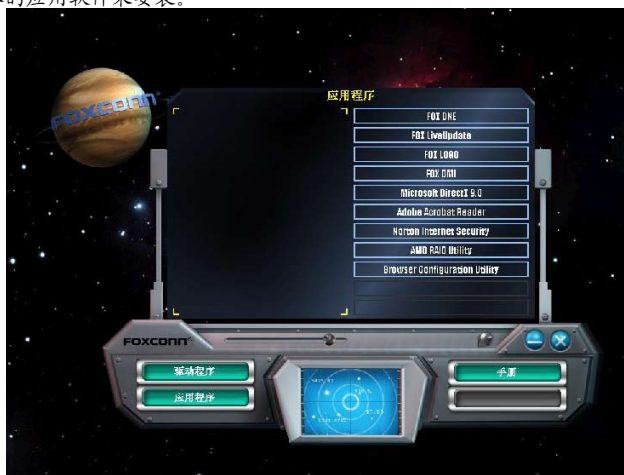 的应用软件来安装。
FOXCONN
应用程序
FOX ONE
FOX LiveUpdate
FOX LOGO
FOX DMI
Microsoft DirectX 9.0
Adobe Acrobat Reader
Norton Internet Security
AMD RAID Utility
Browser Configuration Utility
FOXCONN
驱动程序
手册
应用程序